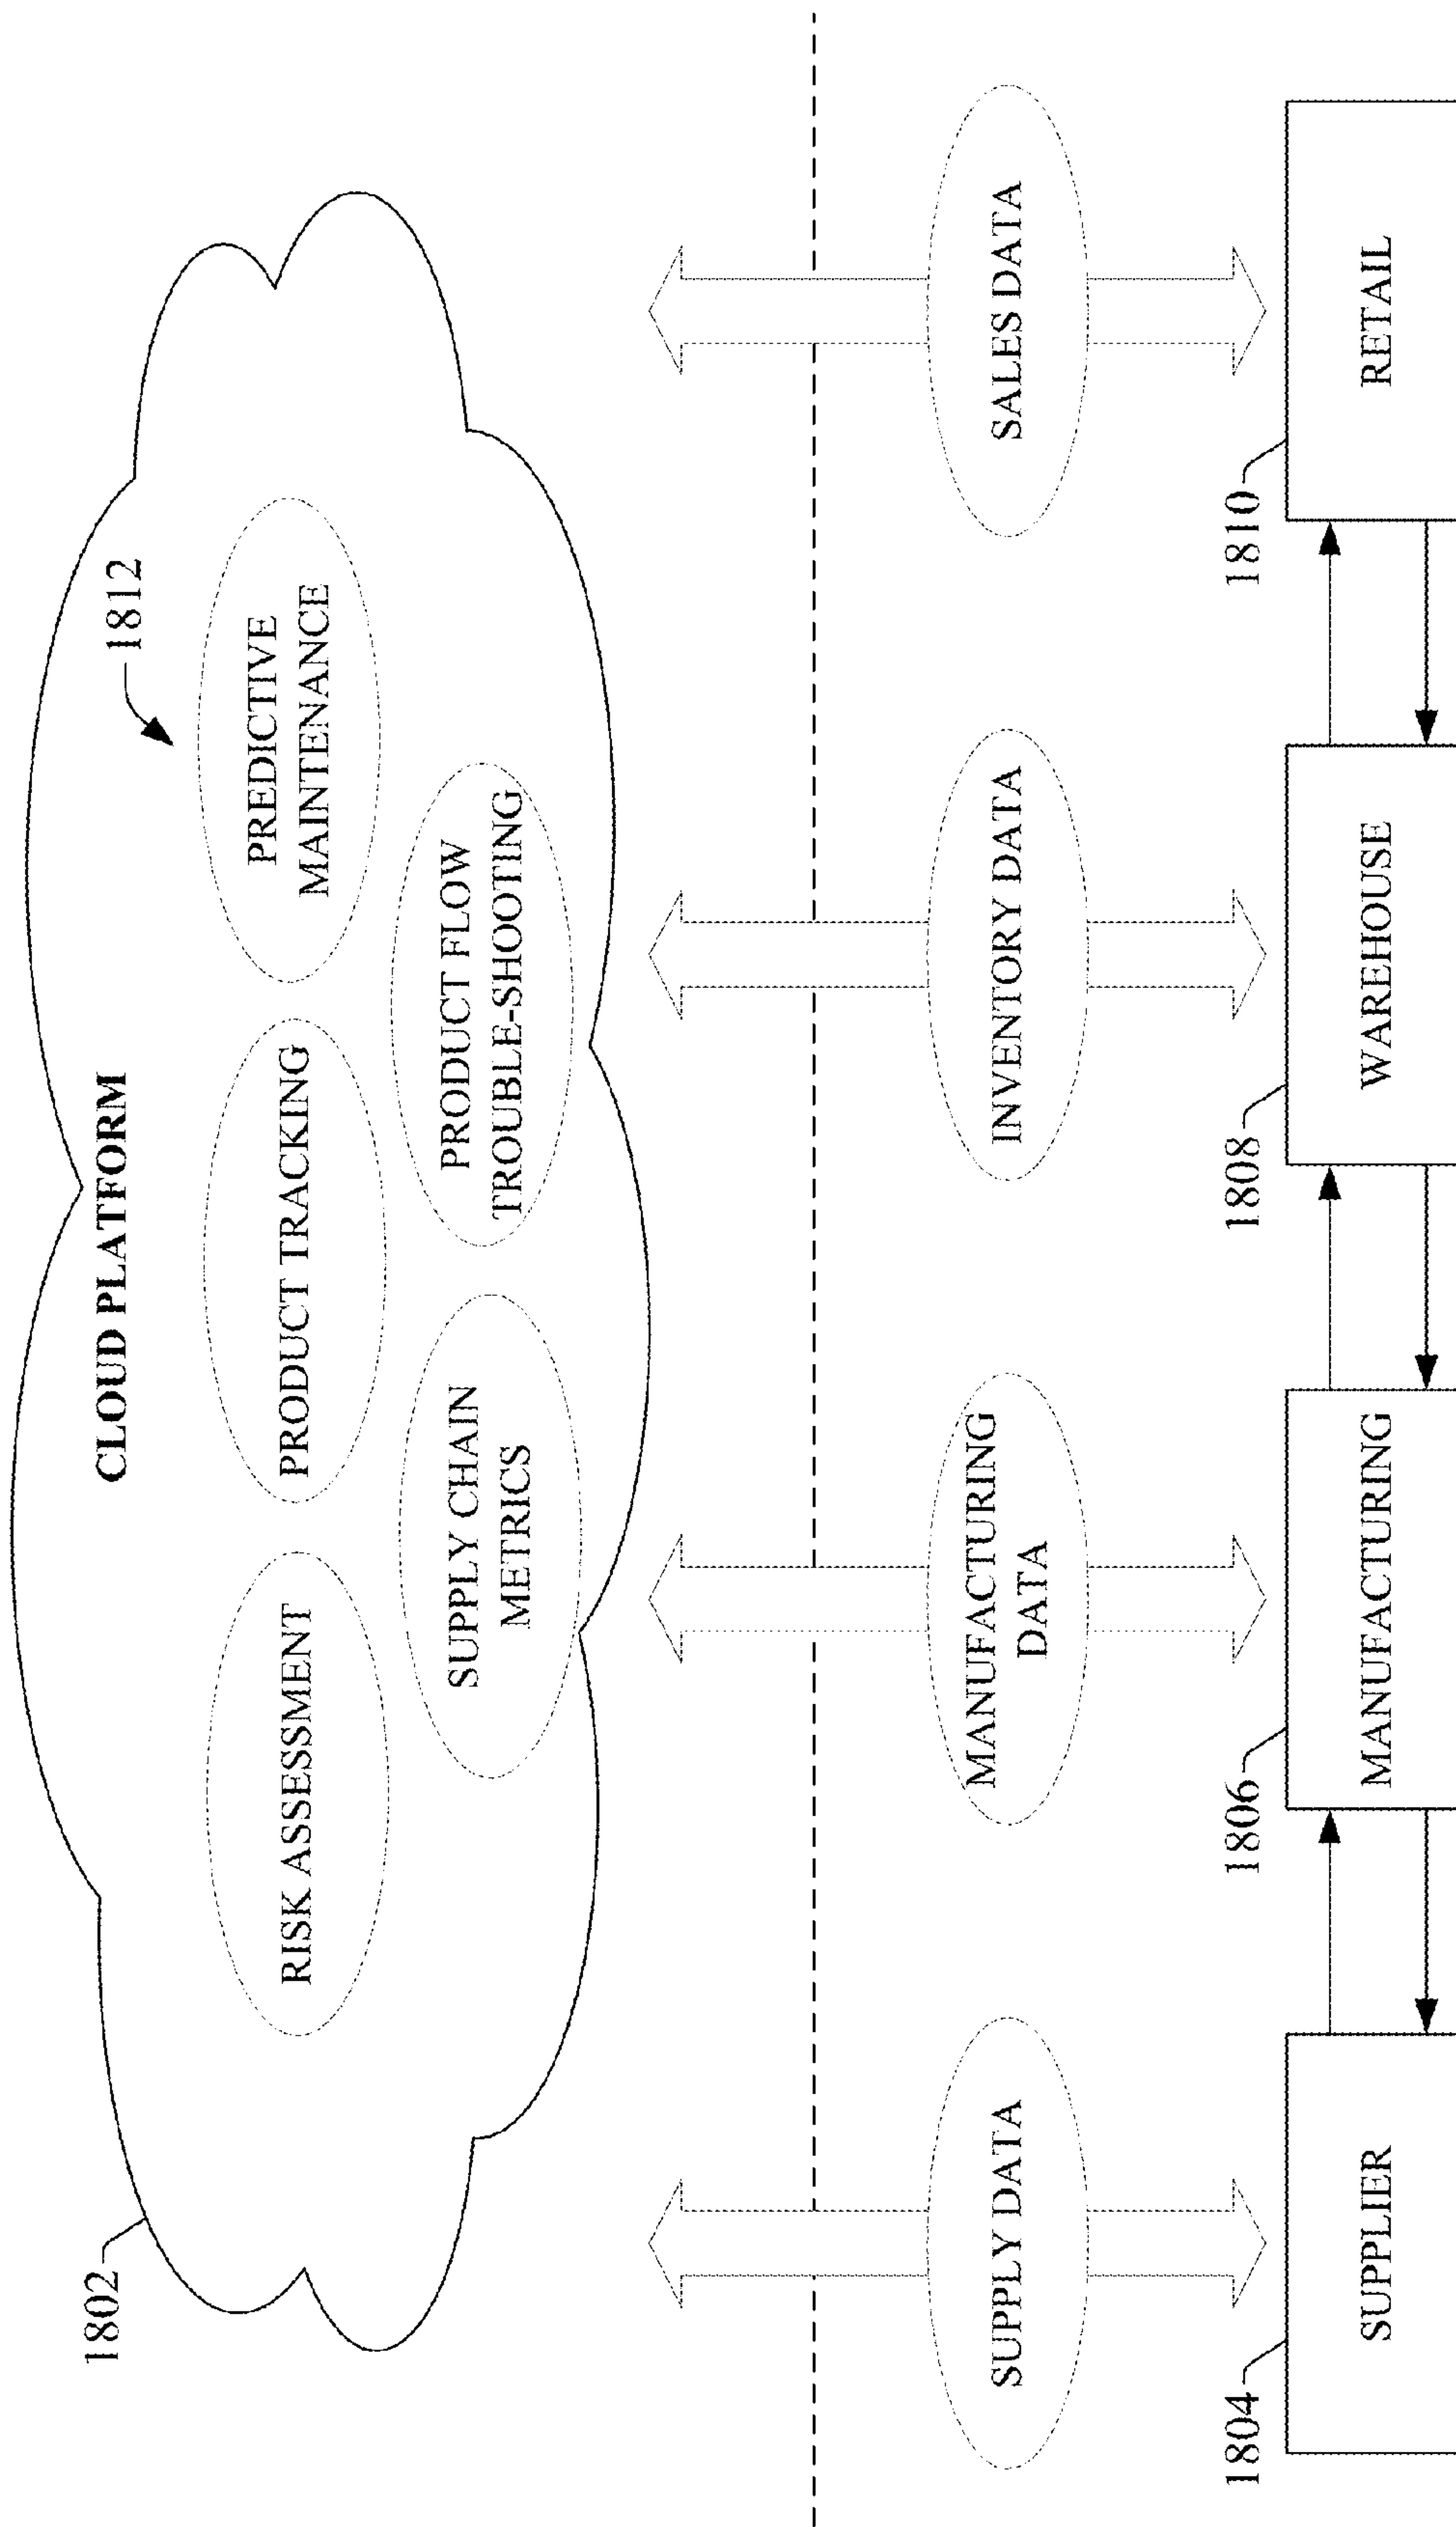 1802
CLOUD PLATFORM
1812
RISK ASSESSMENT
PRODUCT TRACKING
PREDICTIVE
MAINTENANCE
SUPPLY CHAIN
METRICS
PRODUCT FLOW
TROUBLE-SHOOTING
SUPPLY DATA
MANUFACTURING
DATA
INVENTORY DATA
SALES DATA
1804
1806
1808
1810
SUPPLIER
MANUFACTURING
WAREHOUSE
RETAIL